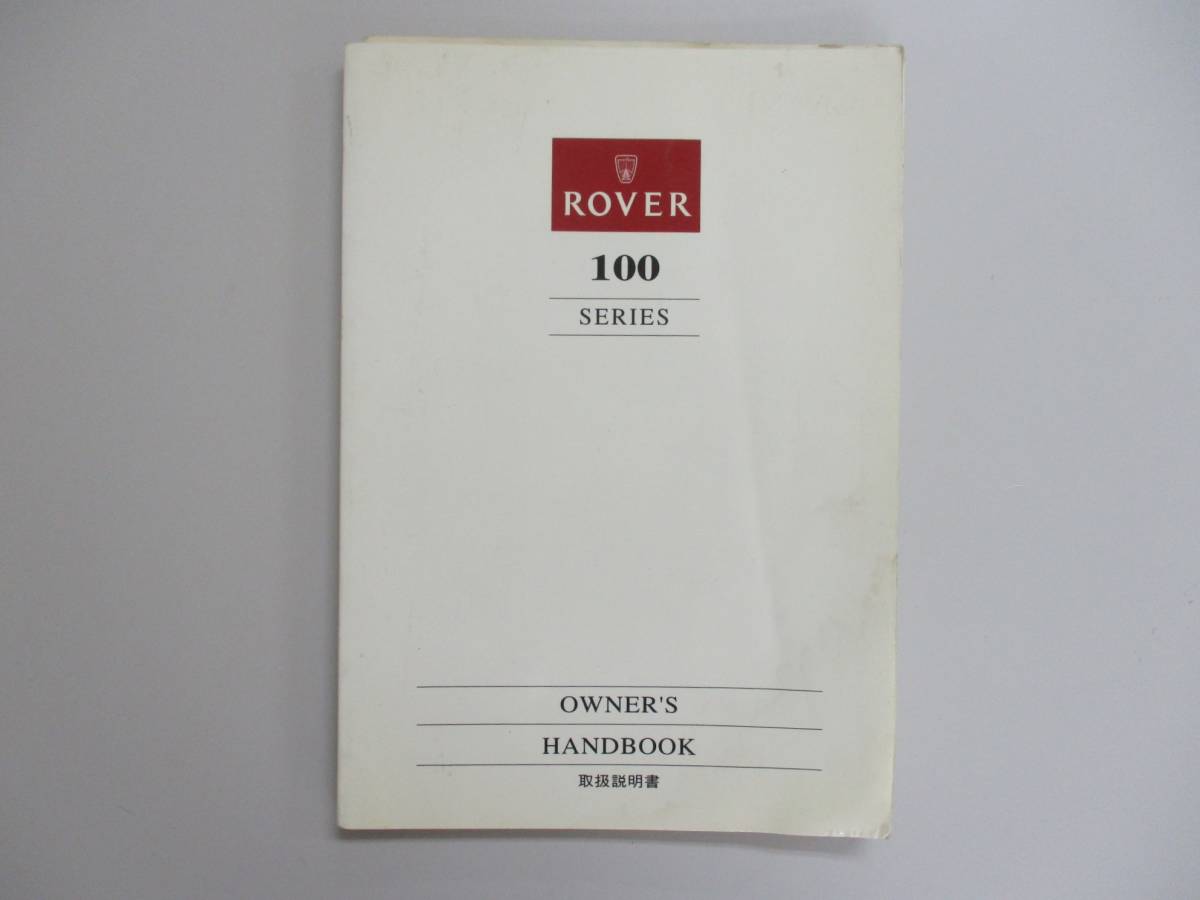 ROVER
100
SERIES
OWNER'S
HANDBOOK
取扱説明書